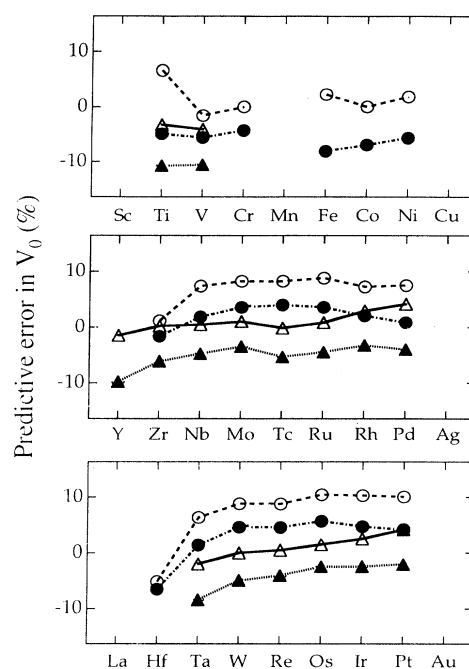 Predictive error in V0 (%)
10
0
-10
Sc Ti V Cr Mn Fe Co Ni Cu
10
0
-10
Y Zr Nb Mo Tc Ru Rh Pd Ag
10
0
-10
La Hf Ta W Re Os Ir Pt Au